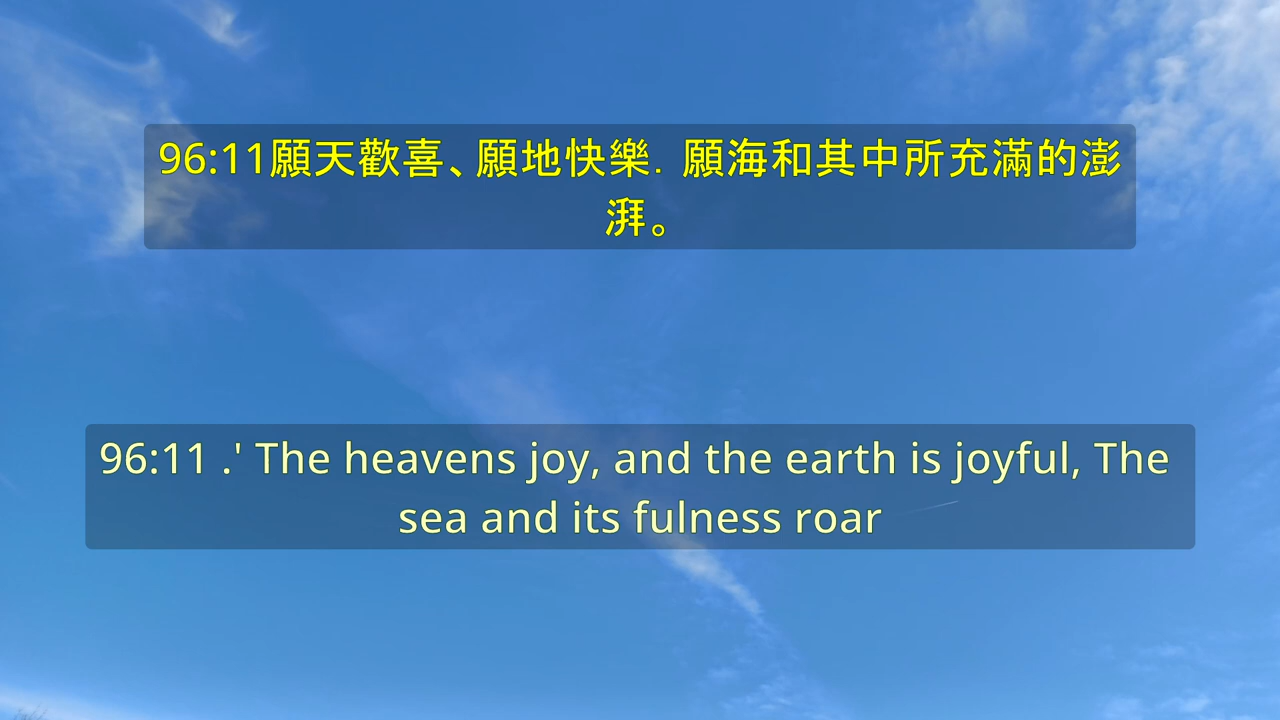 96:11願天歡喜、願地快樂．願海和其中所充滿的澎
湃。
96:11 .' The heavens joy, and the earth is joyful, The
sea and its fulness roar